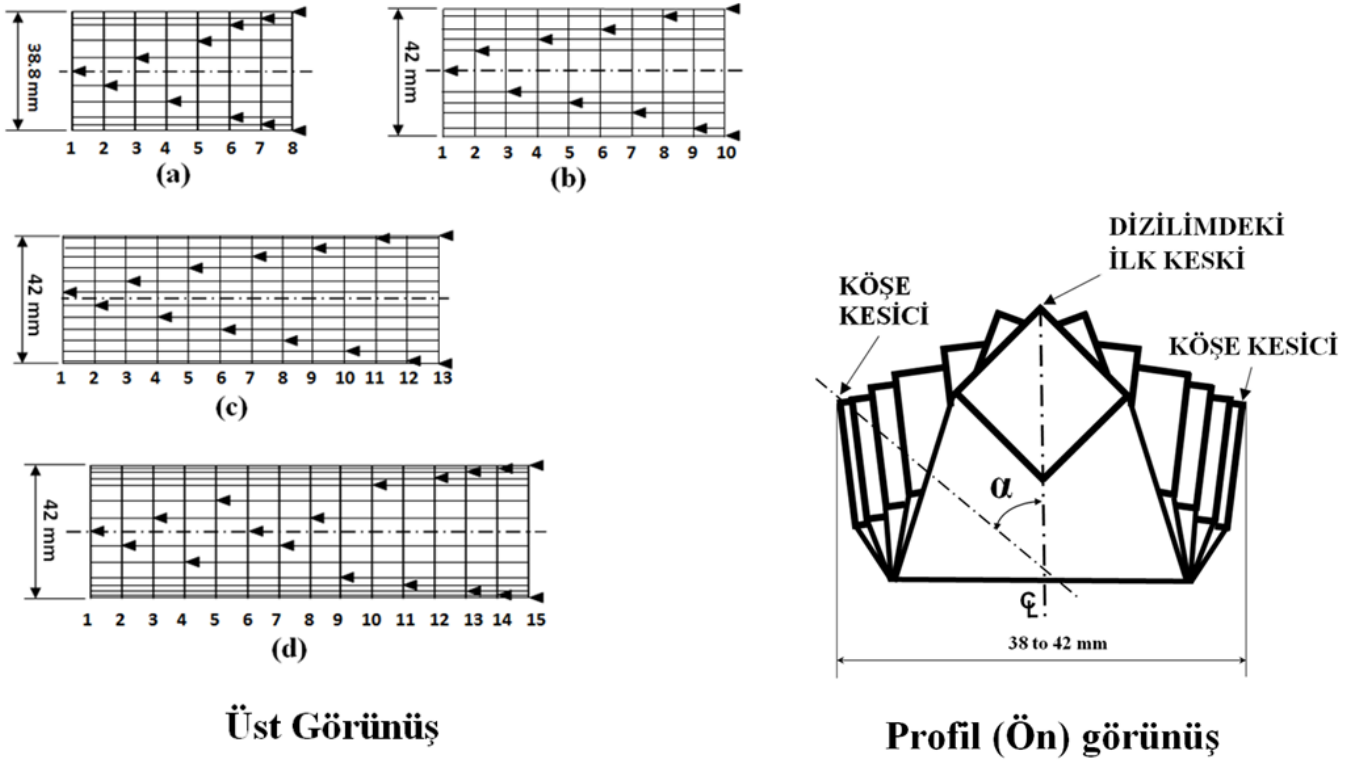 38.8 mm
1 2 3 4 5 6 7 8
(a)
42 mm
1 2 3 4 5 6 7 8 9 10
(b)
42 mm
1 2 3 4 5 6 7 8 9 10 11 12 13
(c)
42 mm
1 2 3 4 5 6 7 8 9 10 11 12 13 14 15
(d)
Üst Görünüş
DİZİLİMDEKİ
İLK KESKİ
KÖŞE
KESİCİ
KÖŞE KESİCİ
α
℄
38 to 42 mm
Profil (Ön) görünüş